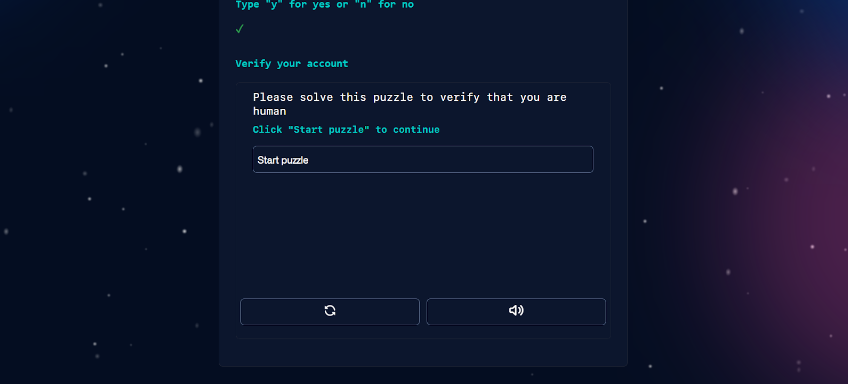 Type "y" for yes or "n" for no
✓
Verify your account
Please solve this puzzle to verify that you are
human
Click "Start puzzle" to continue
Start puzzle